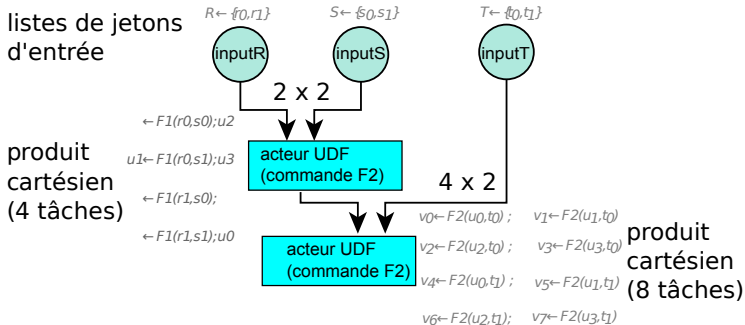 listes de jetons
d'entrée
R← {r0,r1}
S← {s0,s1}
T← {t0,t1}
inputR
inputS
inputT
2 x 2
← F1(r0,s0);u2
u1← F1(r0,s1);u3
← F1(r1,s0);
← F1(r1,s1);u0
produit
cartésien
(4 tâches)
acteur UDF
(commande F2)
4 x 2
acteur UDF
(commande F2)
v0← F2(u0,t0) ; v1← F2(u1,t0)
v2← F2(u2,t0) ; v3← F2(u3,t0)
v4← F2(u0,t1) ; v5← F2(u1,t1)
v6← F2(u2,t1); v7← F2(u3,t1)
produit
cartésien
(8 tâches)